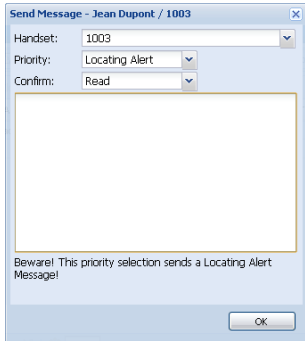 Send Message - Jean Dupont / 1003
Handset: 1003
Priority: Locating Alert
Confirm: Read
Beware! This priority selection sends a Locating Alert
Message!
OK